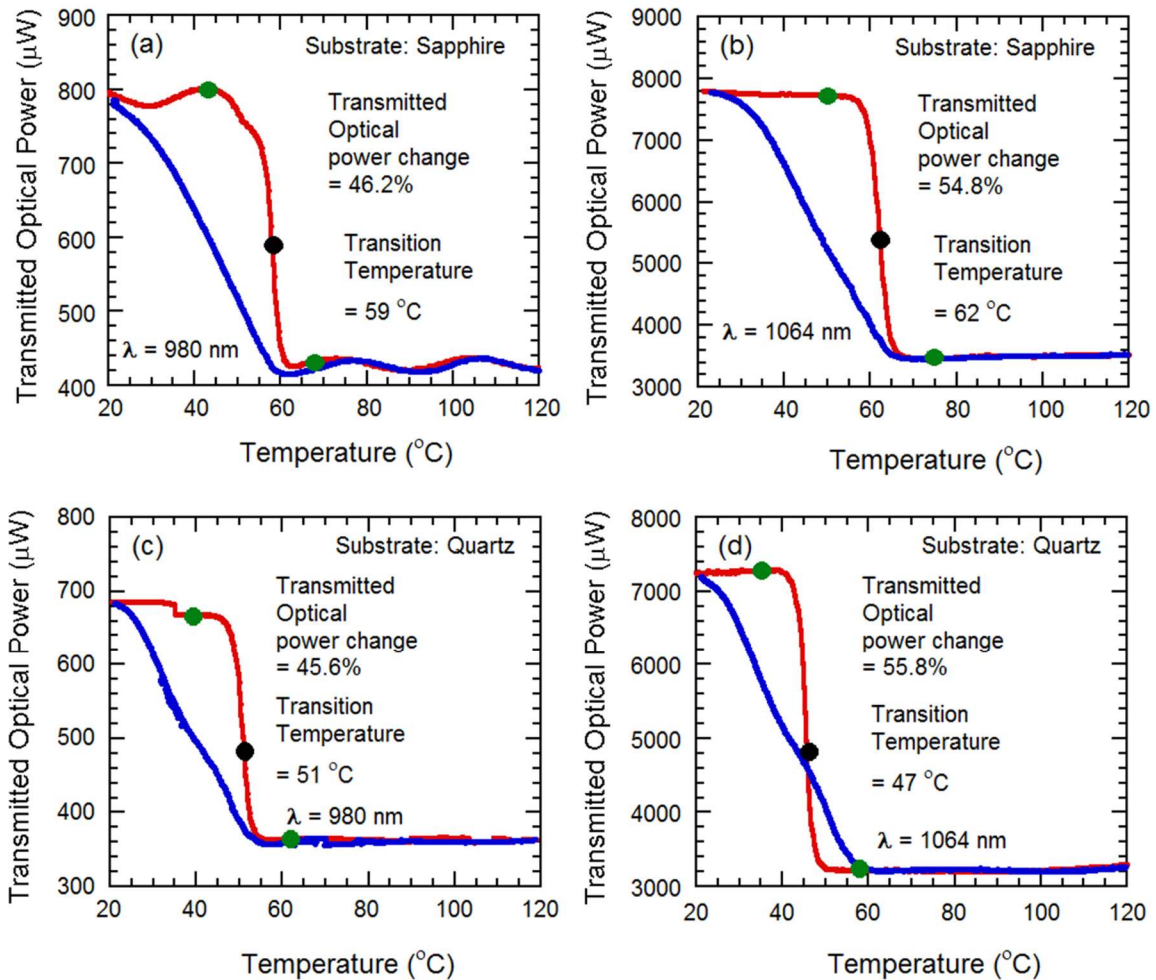 (a)
Substrate: Sapphire
Transmitted
Optical
power change
= 46.2%
Transition
Temperature
= 59 °C
λ = 980 nm
900
800
700
600
500
400
20 40 60 80 100 120
Temperature (°C)
Transmitted Optical Power (μW)
(b)
Substrate: Sapphire
Transmitted
Optical
power change
= 54.8%
Transition
Temperature
= 62 °C
λ = 1064 nm
9000
8000
7000
6000
5000
4000
3000
20 40 60 80 100 120
Temperature (°C)
Transmitted Optical Power (μW)
(c)
Substrate: Quartz
Transmitted
Optical
power change
= 45.6%
Transition
Temperature
= 51 °C
λ = 980 nm
800
700
600
500
400
300
20 40 60 80 100 120
Temperature (°C)
Transmitted Optical Power (μW)
(d)
Substrate: Quartz
Transmitted
Optical
power change
= 55.8%
Transition
Temperature
= 47 °C
λ = 1064 nm
8000
7000
6000
5000
4000
3000
20 40 60 80 100 120
Temperature (°C)
Transmitted Optical Power (μW)